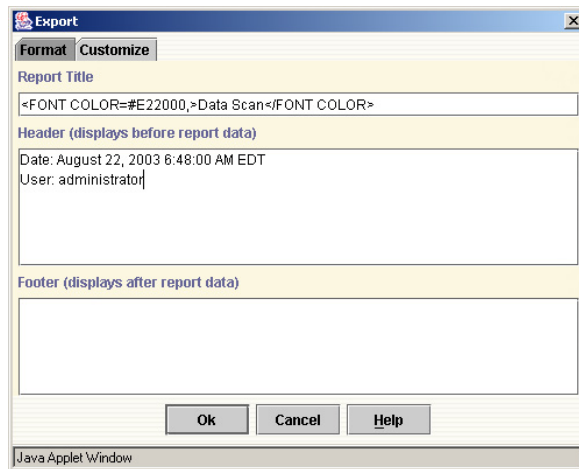 Export
Format Customize
Report Title
<FONT COLOR=#E22000,>Data Scan</FONT COLOR>
Header (displays before report data)
Date: August 22, 2003 6:48:00 AM EDT
User: administrator
Footer (displays after report data)
Ok Cancel Help
Java Applet Window